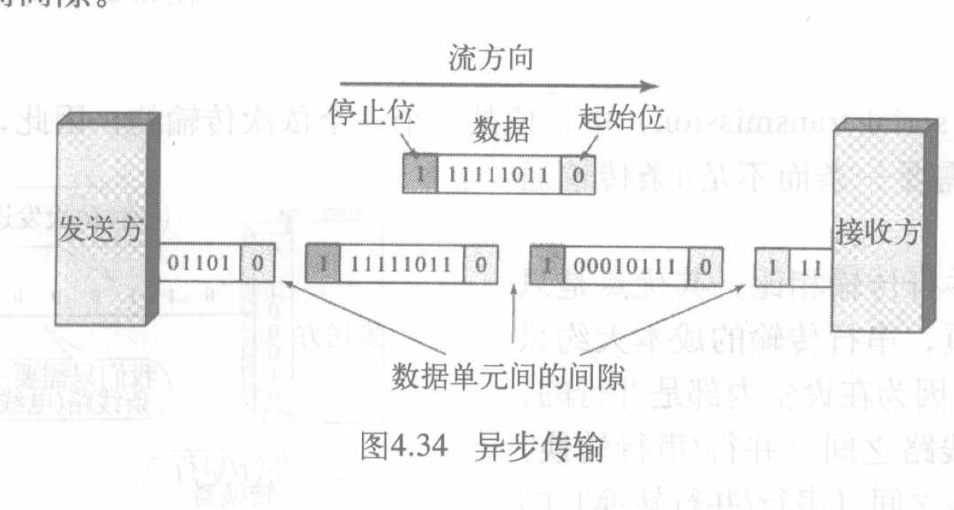 时间隙。
流方向
停止位 数据 起始位
1 11111011 0
发送方 接收方
01101 0 1 11111011 0 1 00010111 0 1 11
数据单元间的间隙
图4.34 异步传输